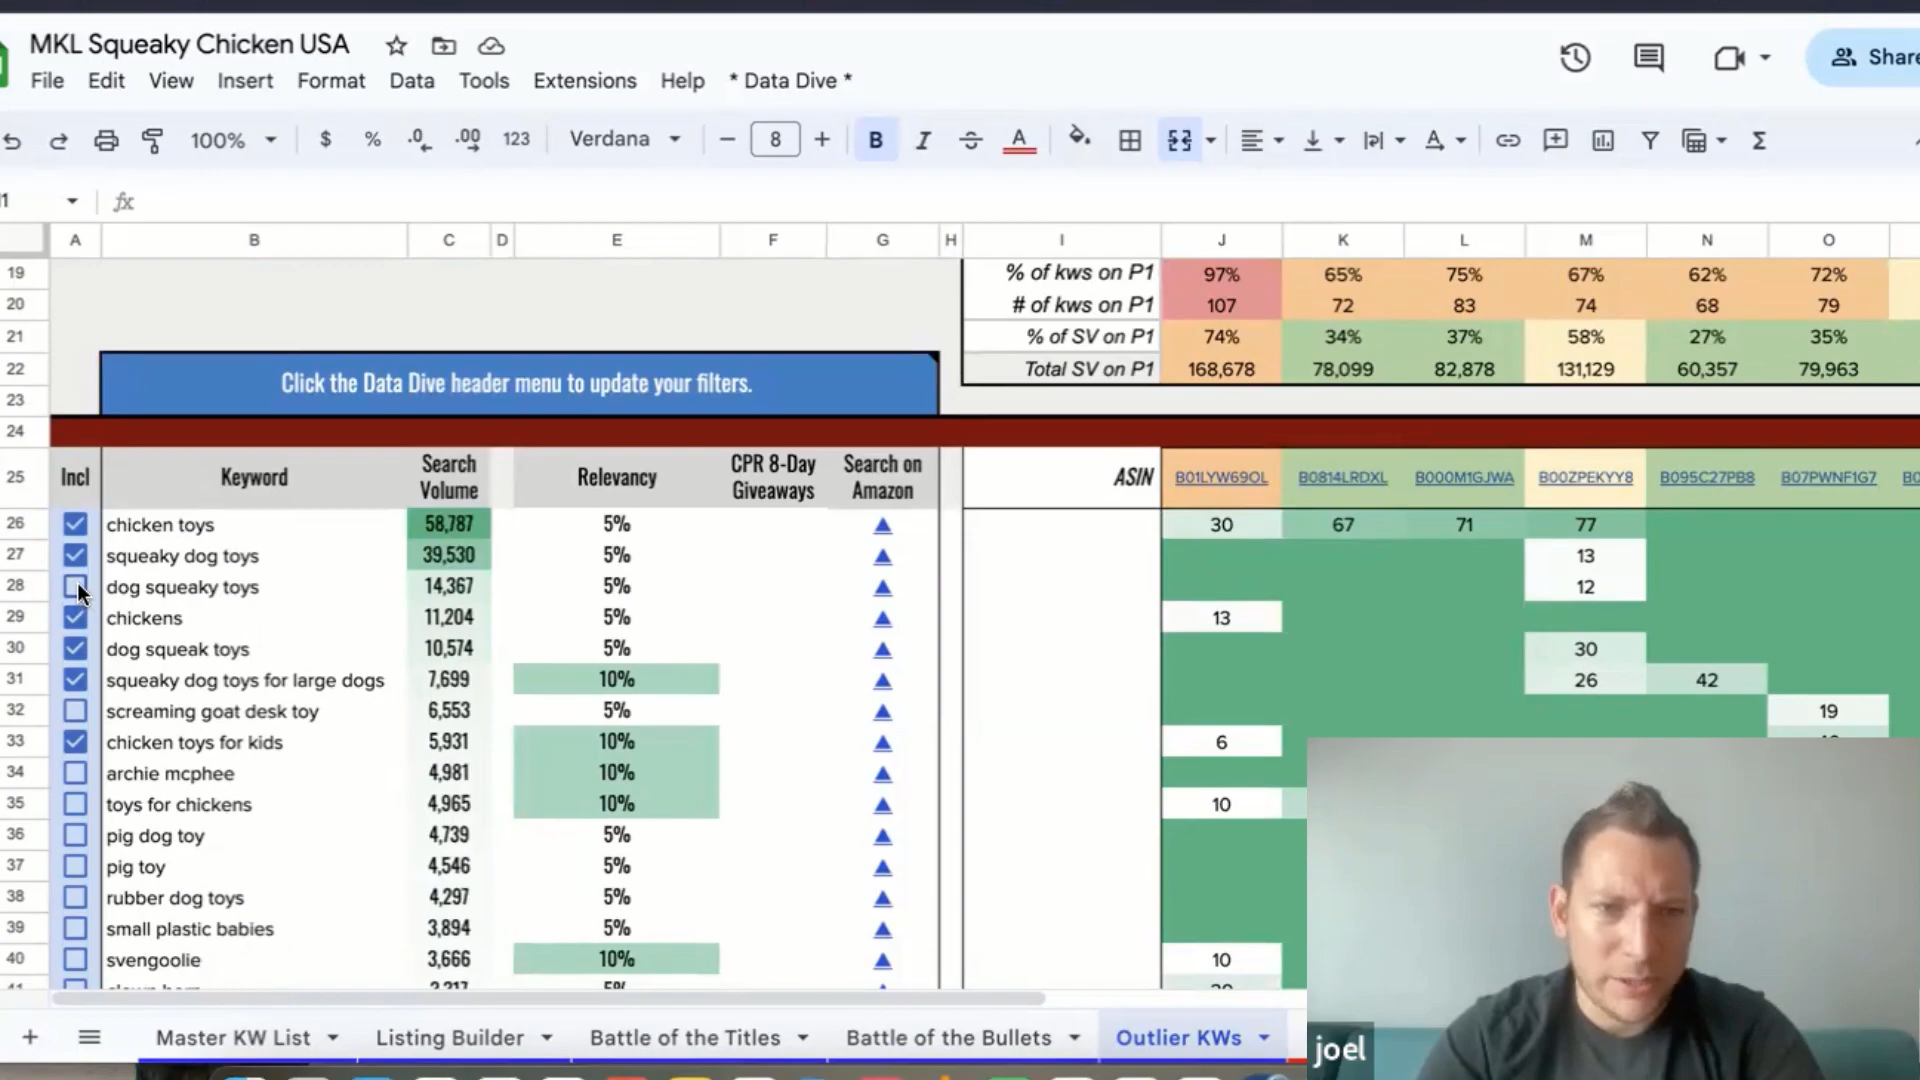 MKL Squeaky Chicken USA
File Edit View Insert Format Data Tools Extensions Help * Data Dive *
Share
100% $ % .0 .00 123 Verdana 8 B I A Σ
fx
A B C D E F G H I J K L M N O
19 % of kws on P1 97% 65% 75% 67% 62% 72%
20 # of kws on P1 107 72 83 74 68 79
21 % of SV on P1 74% 34% 37% 58% 27% 35%
22 Total SV on P1 168,678 78,099 82,878 131,129 60,357 79,963
Click the Data Dive header menu to update your filters.
23
24
25 Incl Keyword Search Volume Relevancy CPR 8-Day Giveaways Search on Amazon ASIN B01LYW69OL B0814LRDXL B000M1GJWA B00ZPEKYY8 B095C27PB8 B07PWNF1G7
26 chicken toys 58,787 5% 30 67 71 77
27 squeaky dog toys 39,530 5% 13
28 dog squeaky toys 14,367 5% 12
29 chickens 11,204 5% 13
30 dog squeak toys 10,574 5% 30
31 squeaky dog toys for large dogs 7,699 10% 26 42
32 screaming goat desk toy 6,553 5% 19
33 chicken toys for kids 5,931 10% 6
34 archie mcphee 4,981 10%
35 toys for chickens 4,965 10% 10
36 pig dog toy 4,739 5%
37 pig toy 4,546 5%
38 rubber dog toys 4,297 5%
39 small plastic babies 3,894 5%
40 svengoolie 3,666 10% 10
Master KW List Listing Builder Battle of the Titles Battle of the Bullets Outlier KWs
joel